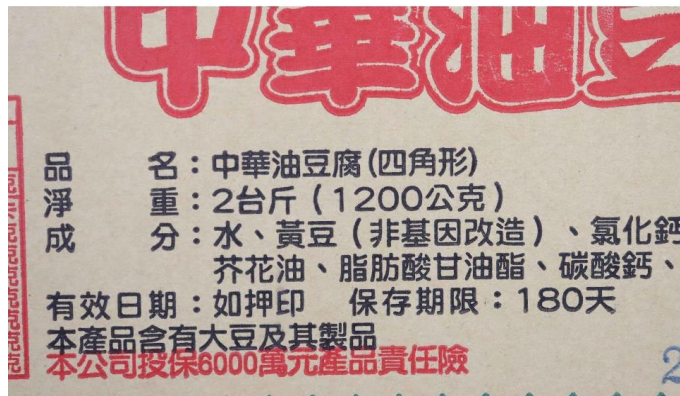 中華油豆
品　　名：中華油豆腐(四角形)
淨　　重：2台斤(1200公克)
成　　分：水、黃豆(非基因改造)、氯化鈣
芥花油、脂肪酸甘油酯、碳酸鈣、
有效日期：如押印　保存期限：180天
本產品含有大豆及其製品
本公司投保6000萬元產品責任險
2